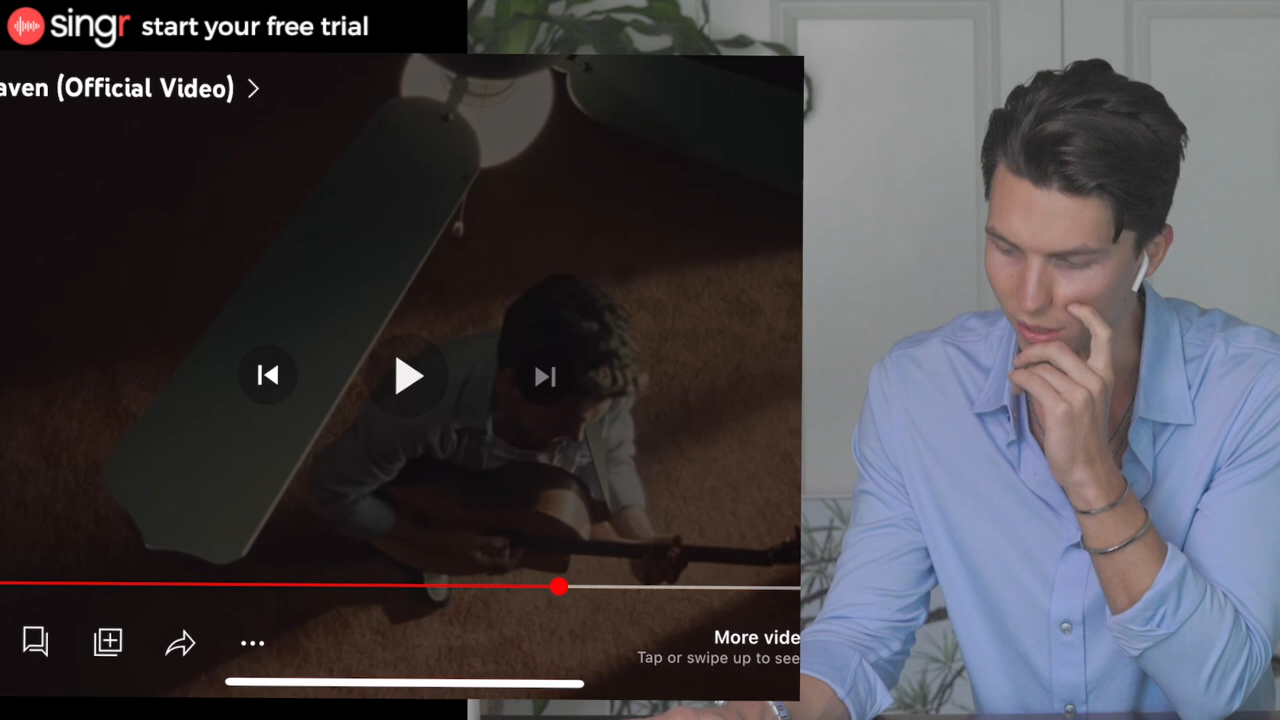 singr start your free trial
aven (Official Video)
More vide
Tap or swipe up to see